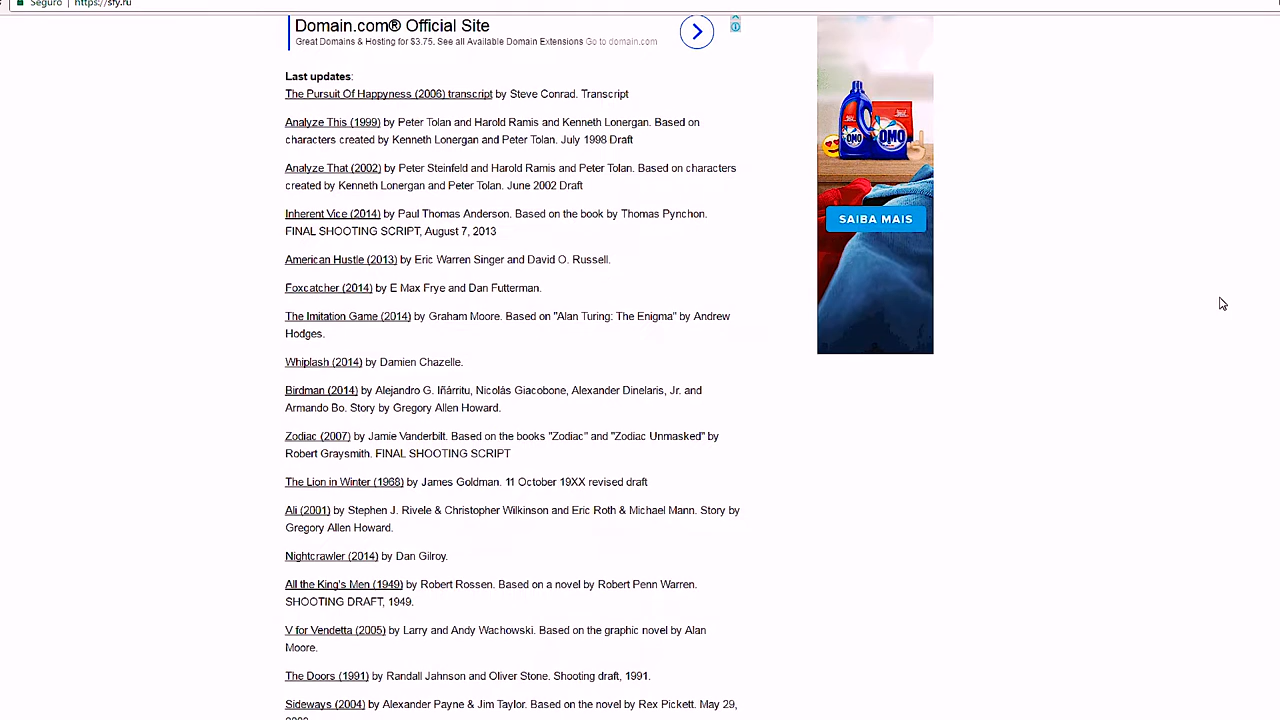 Seguro https://sfy.ru
Domain.com® Official Site
Great Domains & Hosting for $3.75. See all Available Domain Extensions Go to domain.com
Last updates:
The Pursuit Of Happyness (2006) transcript by Steve Conrad. Transcript
Analyze This (1999) by Peter Tolan and Harold Ramis and Kenneth Lonergan. Based on
characters created by Kenneth Lonergan and Peter Tolan. July 1998 Draft
Analyze That (2002) by Peter Steinfeld and Harold Ramis and Peter Tolan. Based on characters
created by Kenneth Lonergan and Peter Tolan. June 2002 Draft
Inherent Vice (2014) by Paul Thomas Anderson. Based on the book by Thomas Pynchon.
FINAL SHOOTING SCRIPT, August 7, 2013
American Hustle (2013) by Eric Warren Singer and David O. Russell.
Foxcatcher (2014) by E Max Frye and Dan Futterman.
The Imitation Game (2014) by Graham Moore. Based on "Alan Turing: The Enigma" by Andrew
Hodges.
Whiplash (2014) by Damien Chazelle.
Birdman (2014) by Alejandro G. Iñárritu, Nicolás Giacobone, Alexander Dinelaris, Jr. and
Armando Bo. Story by Gregory Allen Howard.
Zodiac (2007) by Jamie Vanderbilt. Based on the books "Zodiac" and "Zodiac Unmasked" by
Robert Graysmith. FINAL SHOOTING SCRIPT
The Lion in Winter (1968) by James Goldman. 11 October 19XX revised draft
Ali (2001) by Stephen J. Rivele & Christopher Wilkinson and Eric Roth & Michael Mann. Story by
Gregory Allen Howard.
Nightcrawler (2014) by Dan Gilroy.
All the King's Men (1949) by Robert Rossen. Based on a novel by Robert Penn Warren.
SHOOTING DRAFT, 1949.
V for Vendetta (2005) by Larry and Andy Wachowski. Based on the graphic novel by Alan
Moore.
The Doors (1991) by Randall Jahnson and Oliver Stone. Shooting draft, 1991.
Sideways (2004) by Alexander Payne & Jim Taylor. Based on the novel by Rex Pickett. May 29,
OMO
OMO
SAIBA MAIS